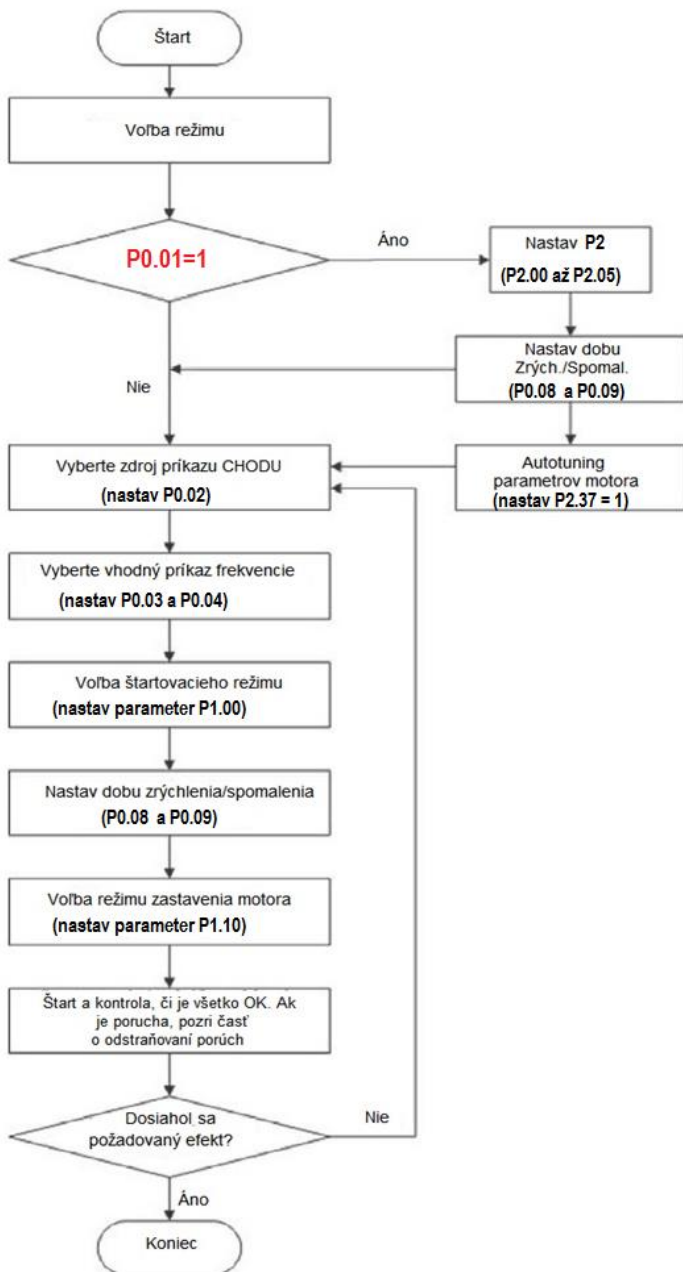 Štart
Voľba režimu
P0.01=1
Áno
Nastav P2
(P2.00 až P2.05)
Nastav dobu
Zrých./Spomal.
(P0.08 a P0.09)
Nie
Vyberte zdroj príkazu CHODU
(nastav P0.02)
Autotuning
parametrov motora
(nastav P2.37 = 1)
Vyberte vhodný príkaz frekvencie
(nastav P0.03 a P0.04)
Voľba štartovacieho režimu
(nastav parameter P1.00)
Nastav dobu zrýchlenia/spomalenia
(P0.08 a P0.09)
Voľba režimu zastavenia motora
(nastav parameter P1.10)
Štart a kontrola, či je všetko OK. Ak
je porucha, pozri časť
o odstraňovaní porúch
Dosiahol sa
požadovaný efekt?
Nie
Áno
Koniec